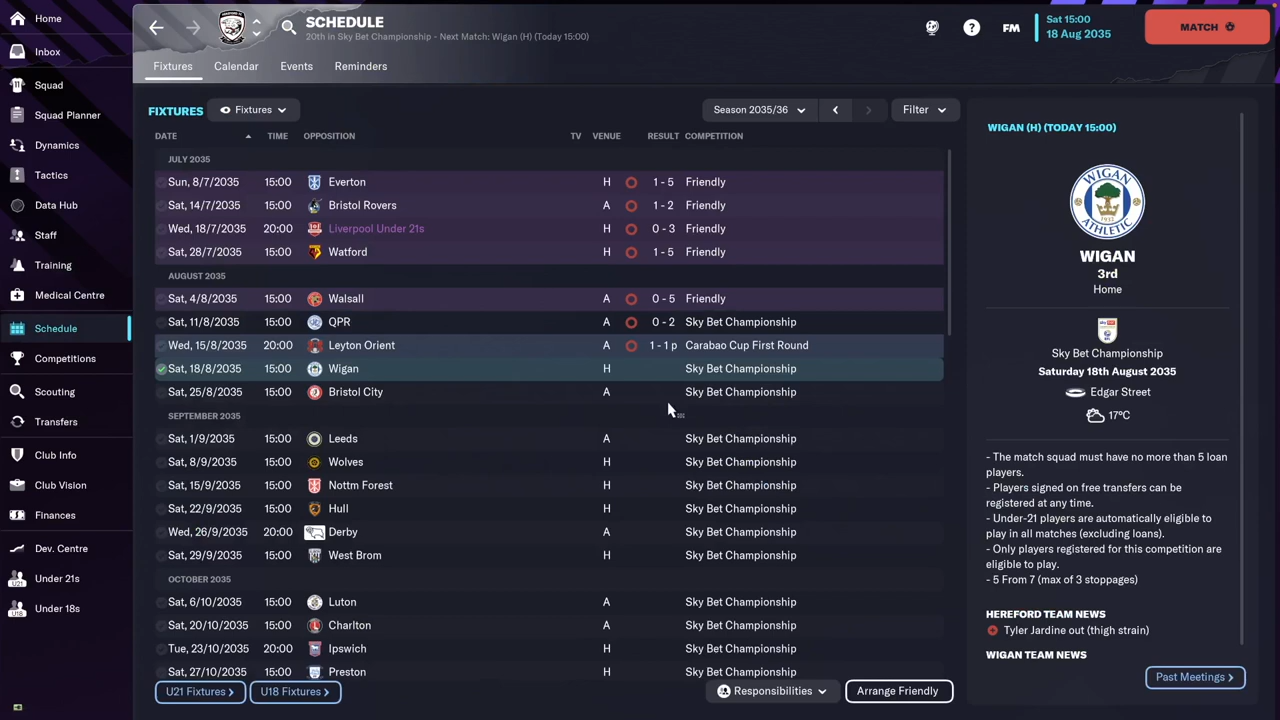 Home
Inbox
Squad
Squad Planner
Dynamics
Tactics
Data Hub
Staff
Training
Medical Centre
Schedule
Competitions
Scouting
Transfers
Club Info
Club Vision
Finances
Dev. Centre
Under 21s
Under 18s
SCHEDULE
20th in Sky Bet Championship - Next Match: Wigan (H) (Today 15:00)
FM
Sat 15:00
18 Aug 2035
MATCH
Fixtures Calendar Events Reminders
FIXTURES Fixtures Season 2035/36 Filter
DATE TIME OPPOSITION TV VENUE RESULT COMPETITION
JULY 2035
Sun, 8/7/2035 15:00 Everton H 1 - 5 Friendly
Sat, 14/7/2035 15:00 Bristol Rovers A 1 - 2 Friendly
Wed, 18/7/2035 20:00 Liverpool Under 21s H 0 - 3 Friendly
Sat, 28/7/2035 15:00 Watford H 1 - 5 Friendly
AUGUST 2035
Sat, 4/8/2035 15:00 Walsall A 0 - 5 Friendly
Sat, 11/8/2035 15:00 QPR A 0 - 2 Sky Bet Championship
Wed, 15/8/2035 20:00 Leyton Orient A 1 - 1 p Carabao Cup First Round
Sat, 18/8/2035 15:00 Wigan H Sky Bet Championship
Sat, 25/8/2035 15:00 Bristol City A Sky Bet Championship
SEPTEMBER 2035
Sat, 1/9/2035 15:00 Leeds A Sky Bet Championship
Sat, 8/9/2035 15:00 Wolves H Sky Bet Championship
Sat, 15/9/2035 15:00 Nottm Forest H Sky Bet Championship
Sat, 22/9/2035 15:00 Hull H Sky Bet Championship
Wed, 26/9/2035 20:00 Derby A Sky Bet Championship
Sat, 29/9/2035 15:00 West Brom H Sky Bet Championship
OCTOBER 2035
Sat, 6/10/2035 15:00 Luton A Sky Bet Championship
Sat, 20/10/2035 15:00 Charlton A Sky Bet Championship
Tue, 23/10/2035 20:00 Ipswich H Sky Bet Championship
Sat, 27/10/2035 15:00 Preston H Sky Bet Championship
U21 Fixtures U18 Fixtures Responsibilities Arrange Friendly
WIGAN (H) (TODAY 15:00)
WIGAN
ATHLETIC
WIGAN
3rd
Home
Sky Bet Championship
Saturday 18th August 2035
Edgar Street
17°C
- The match squad must have no more than 5 loan
players.
- Players signed on free transfers can be
registered at any time.
- Under-21 players are automatically eligible to
play in all matches (excluding loans).
- Only players registered for this competition are
eligible to play.
- 5 From 7 (max of 3 stoppages)
HEREFORD TEAM NEWS
Tyler Jardine out (thigh strain)
WIGAN TEAM NEWS
Past Meetings